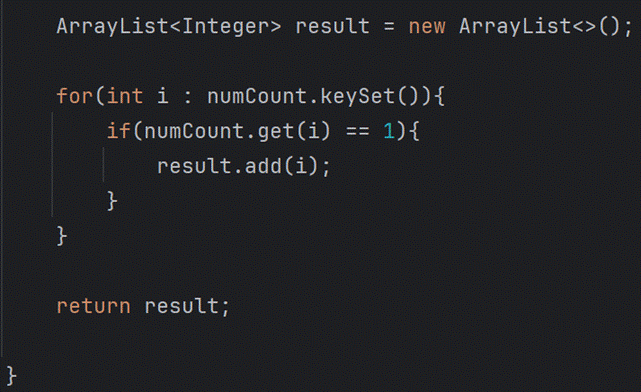 ArrayList<Integer> result = new ArrayList<>();
for(int i : numCount.keySet()){
if(numCount.get(i) == 1){
result.add(i);
}
}
return result;
}